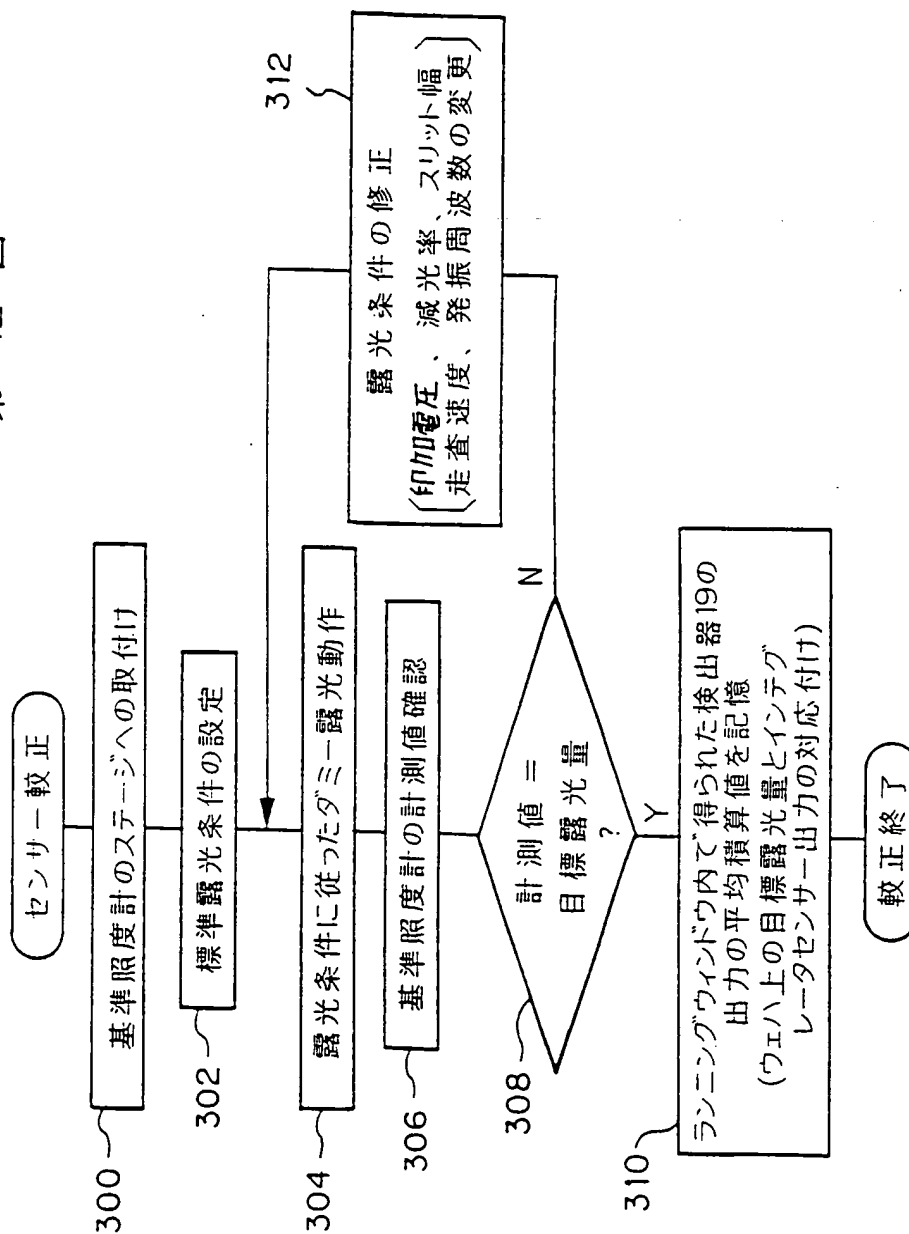 センサー較正
300
基準照度計のステージへの取付け
302
標準露光条件の設定
304
露光条件に従ったダミー露光動作
306
基準照度計の計測値確認
308
計測値 =
目標露光量
?
N
Y
312
露光条件の修正
(印加電圧、減光率、スリット幅
走査速度、発振周波数の変更)
310
ランニングウィンドウ内で得られた検出器19の
出力の平均積算値を記憶
(ウェハ上の目標露光量とインテグ
レータセンサー出力の対応付け)
較正終了